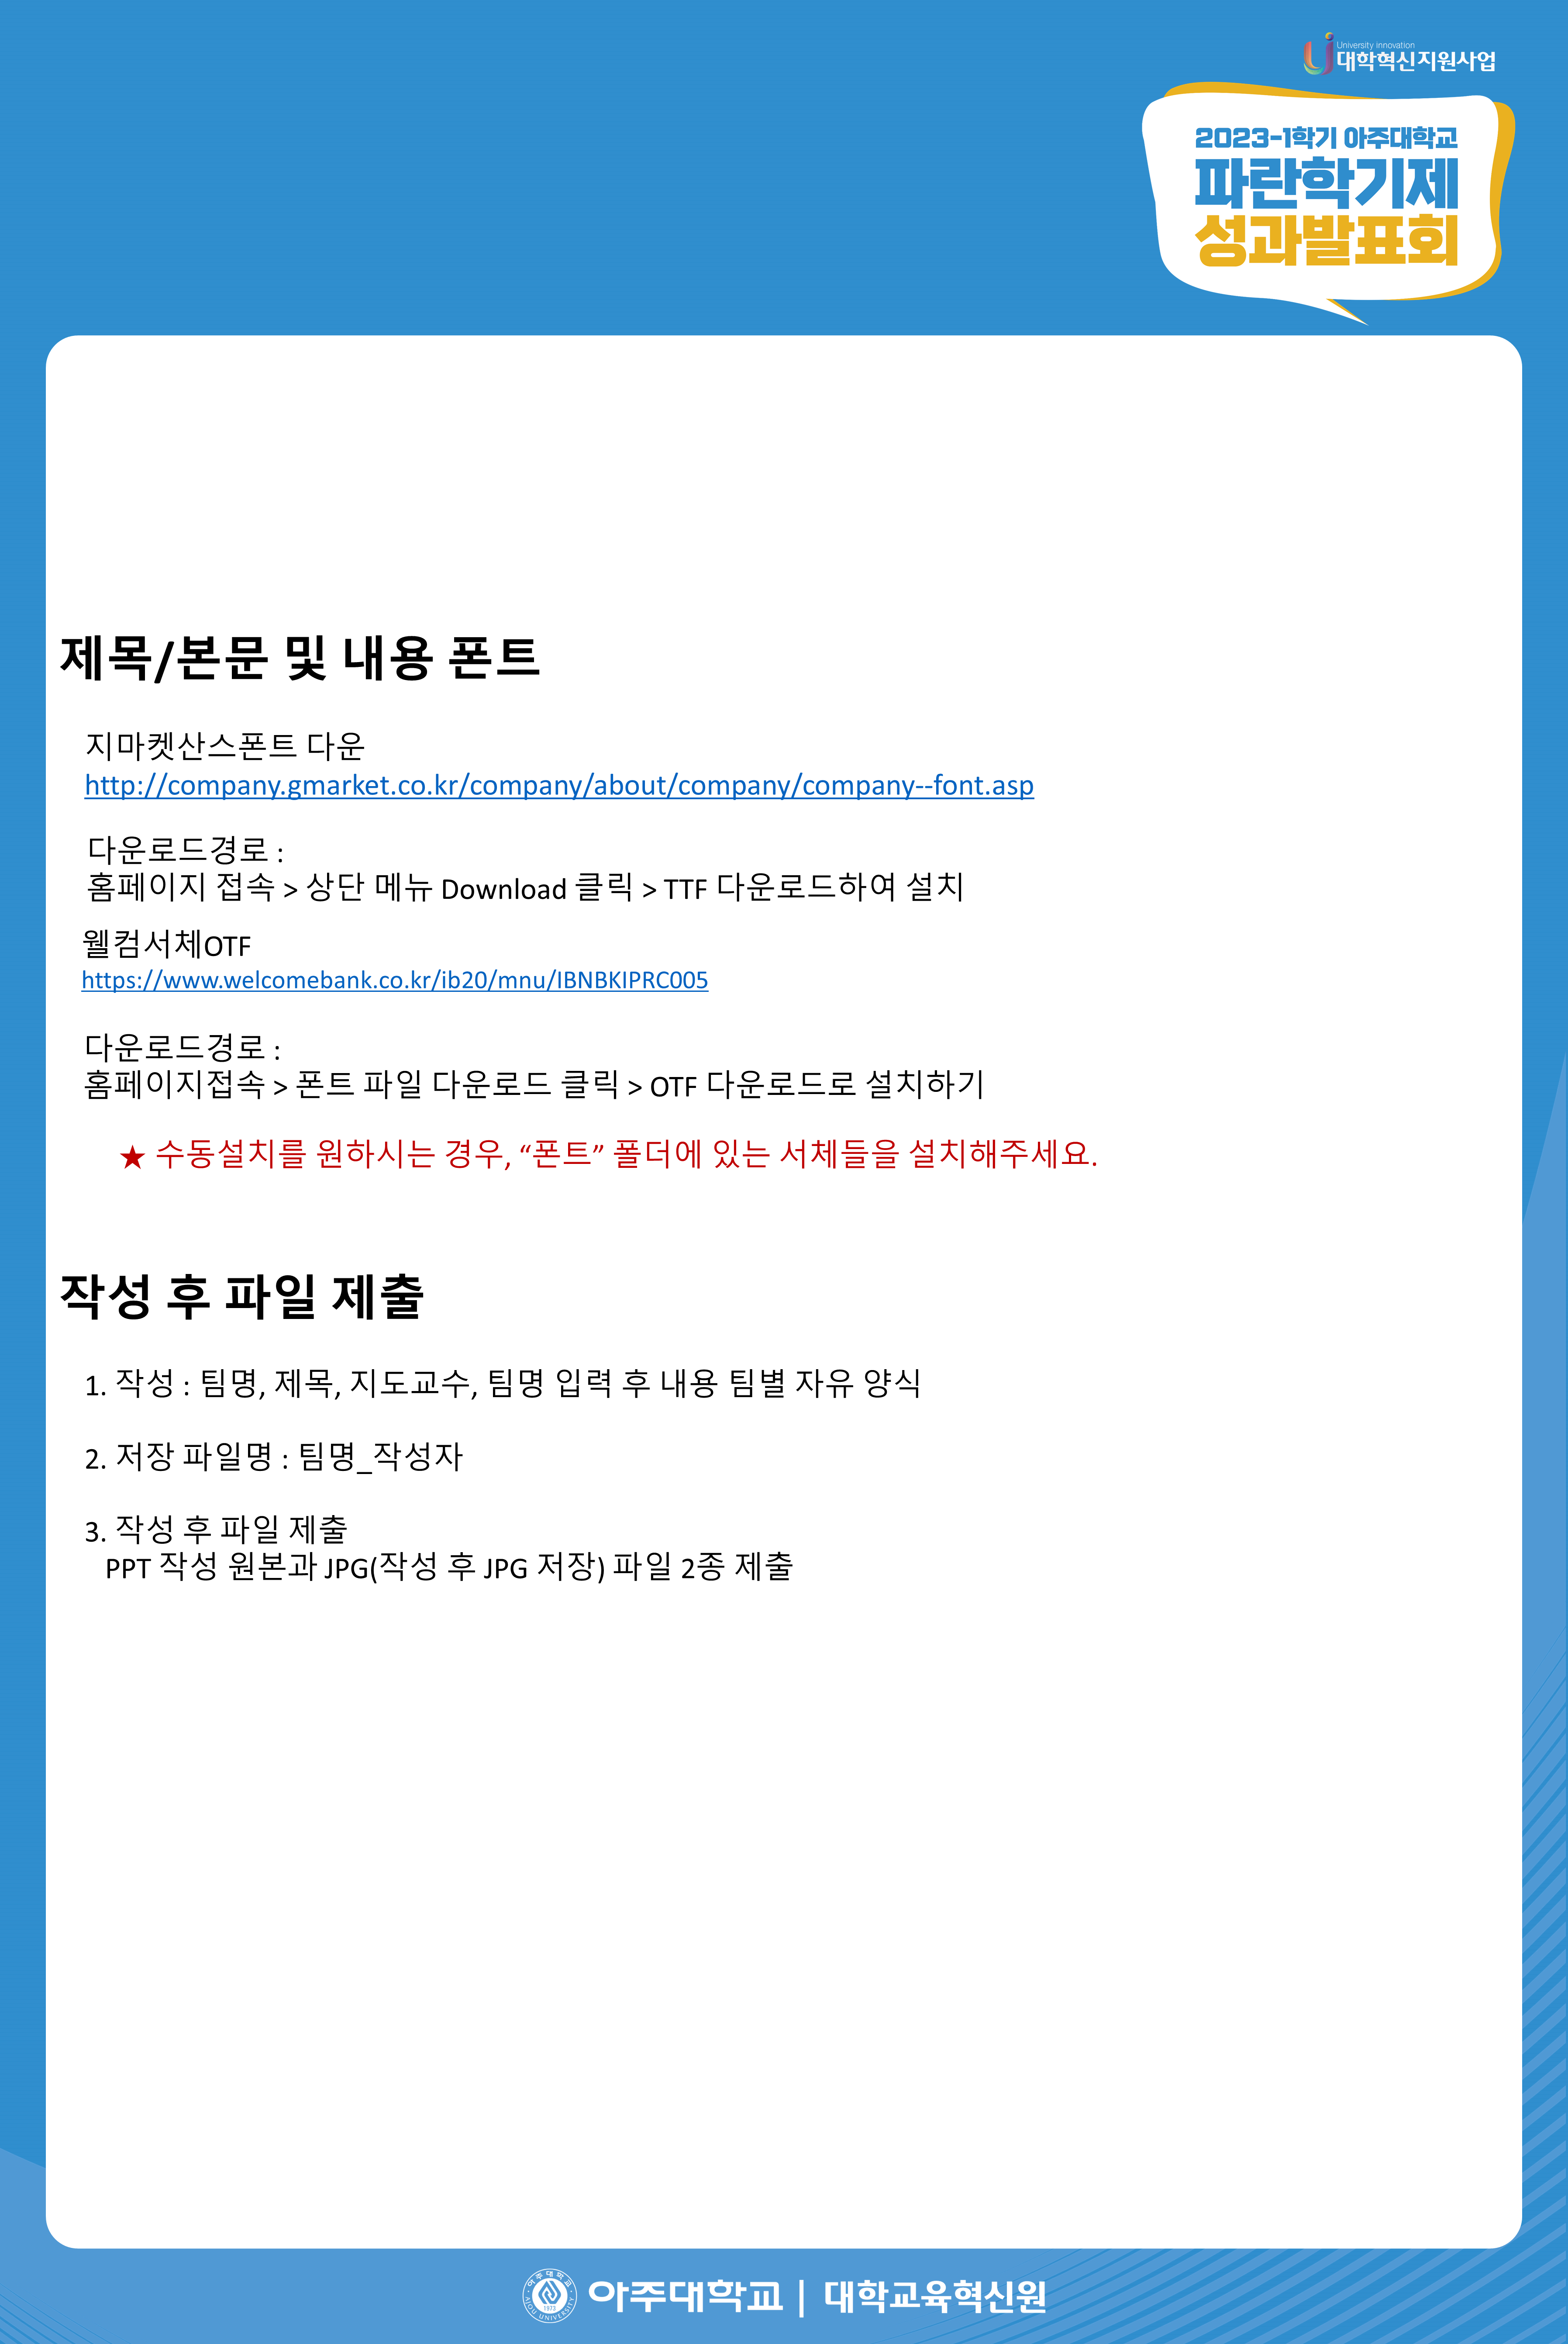 University Innovation
대학혁신지원사업
2023-1학기 아주대학교
파란학기제
성과발표회
제목/본문 및 내용 폰트
지마켓산스폰트 다운
http://company.gmarket.co.kr/company/about/company/company--font.asp
다운로드경로 :
홈페이지 접속 > 상단 메뉴 Download 클릭 > TTF 다운로드하여 설치
웰컴서체OTF
https://www.welcomebank.co.kr/ib20/mnu/IBNBKIPRC005
다운로드경로 :
홈페이지접속 > 폰트 파일 다운로드 클릭 > OTF 다운로드로 설치하기
★ 수동설치를 원하시는 경우, “폰트” 폴더에 있는 서체들을 설치해주세요.
작성 후 파일 제출
1. 작성 : 팀명, 제목, 지도교수, 팀명 입력 후 내용 팀별 자유 양식
2. 저장 파일명 : 팀명_작성자
3. 작성 후 파일 제출
PPT 작성 원본과 JPG(작성 후 JPG 저장) 파일 2종 제출
아주대학교
AJOU UNIVERSITY
1973
아주대학교 | 대학교육혁신원